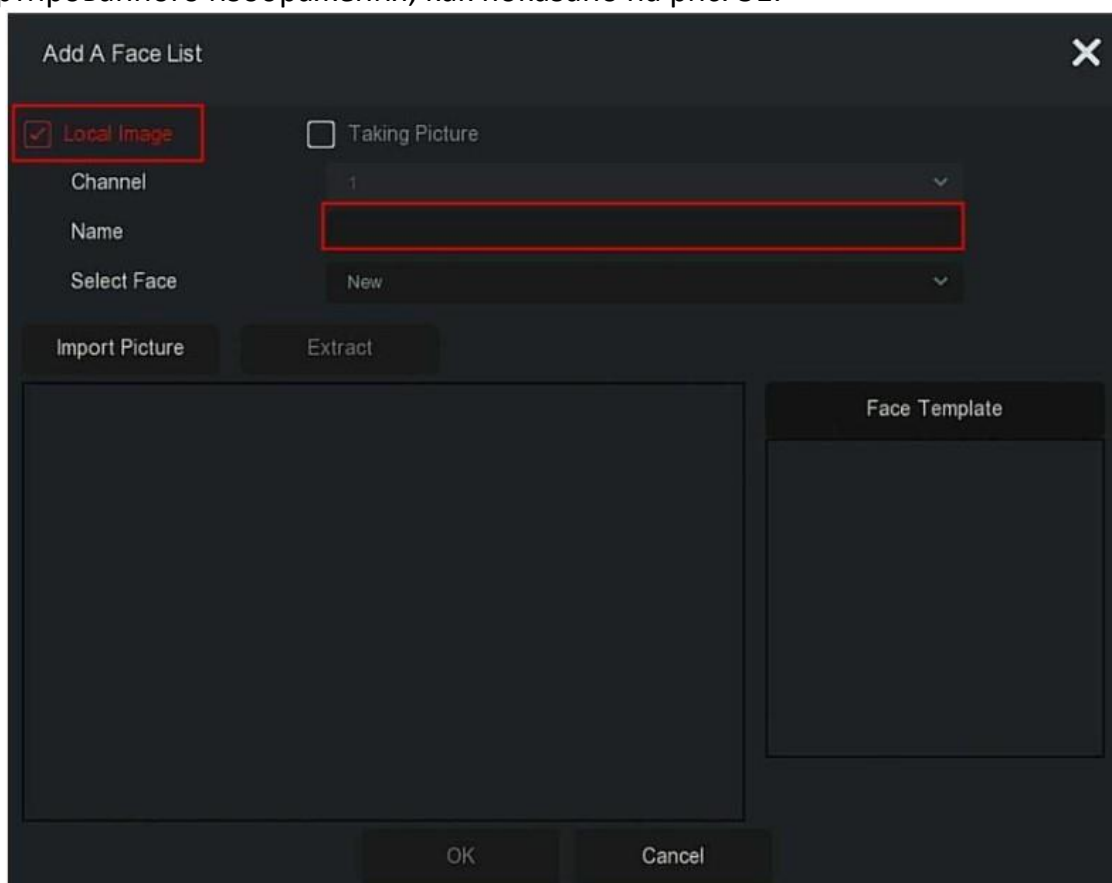 Add A Face List
Local Image Taking Picture
Channel 1
Name
Select Face New
Import Picture Extract
Face Template
OK Cancel